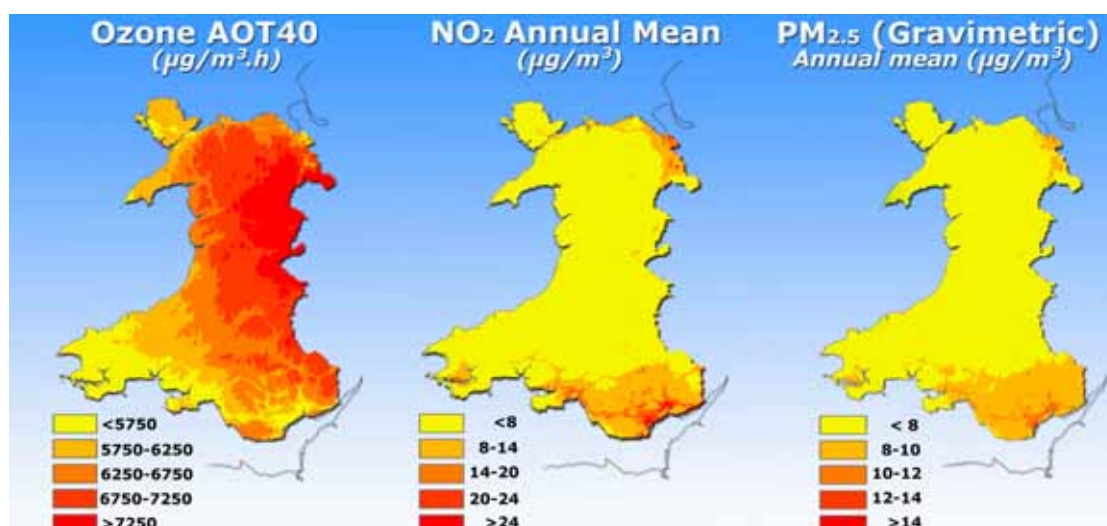 Ozone AOT40
(µg/m³.h)
<5750
5750-6250
6250-6750
6750-7250
>7250
NO₂ Annual Mean
(µg/m³)
<8
8-14
14-20
20-24
>24
PM₂.₅ (Gravimetric)
Annual mean (µg/m³)
< 8
8-10
10-12
12-14
>14